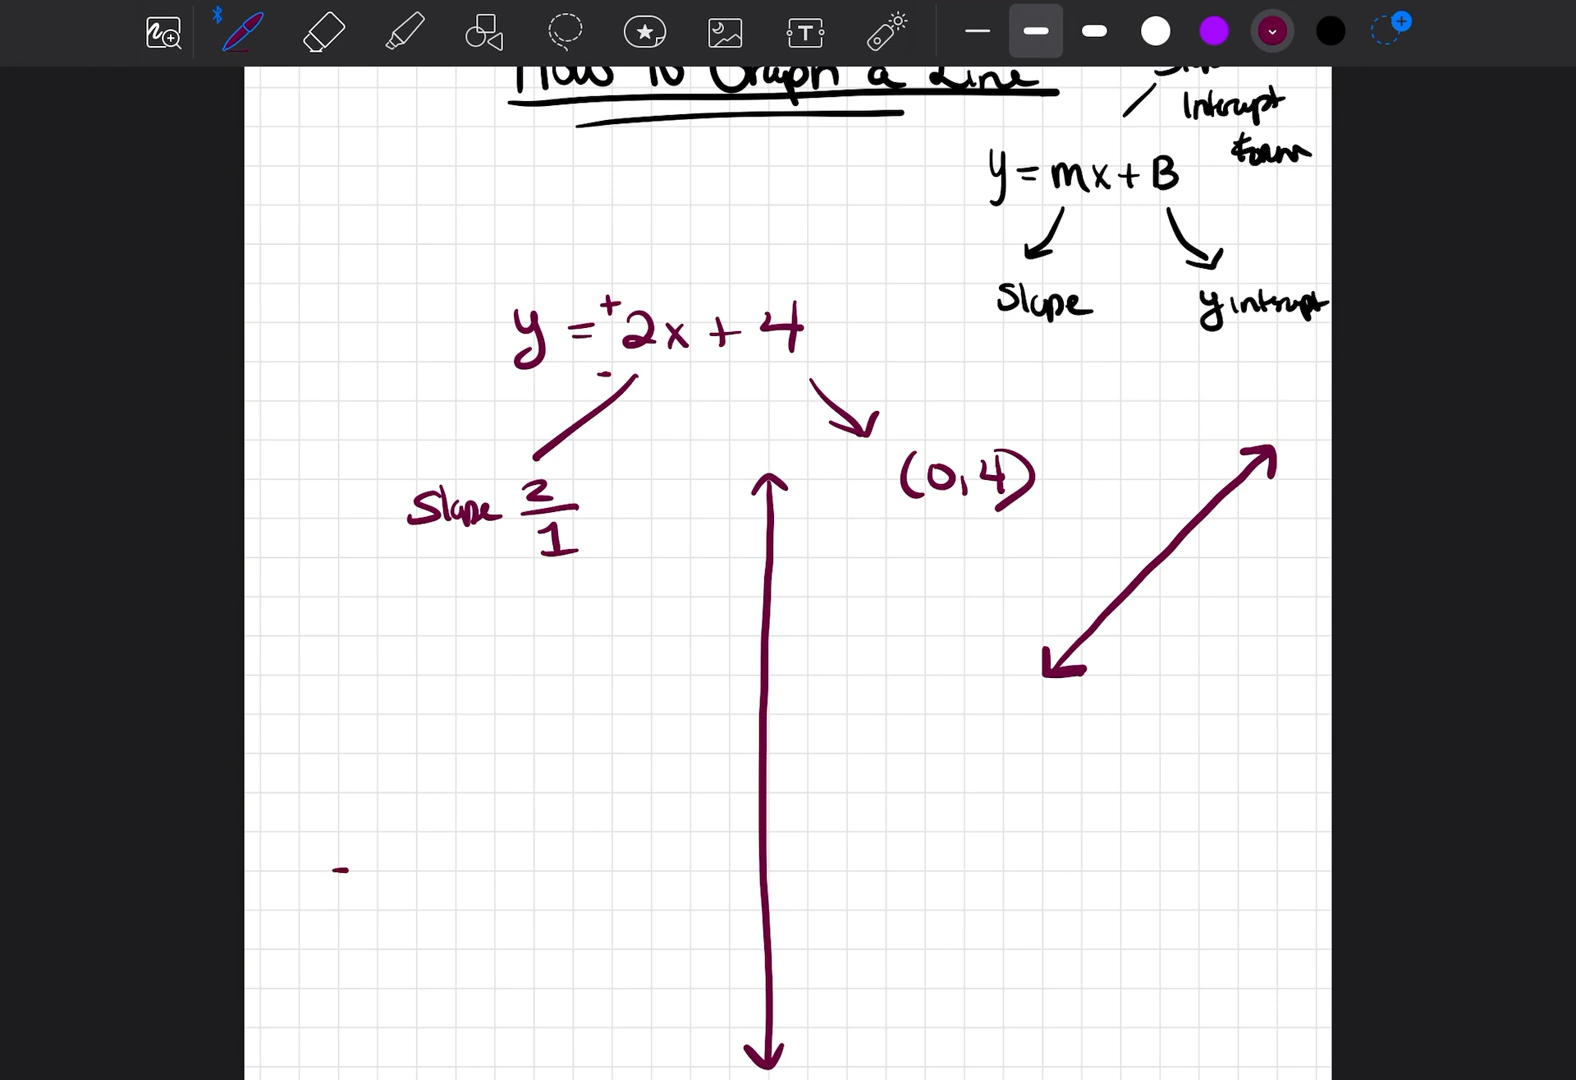 How to Graph a Line
Intercept
form
y = mx + B
Slope
y intercept
y = +2x + 4
-
Slope 2/1
(0,4)
-
T